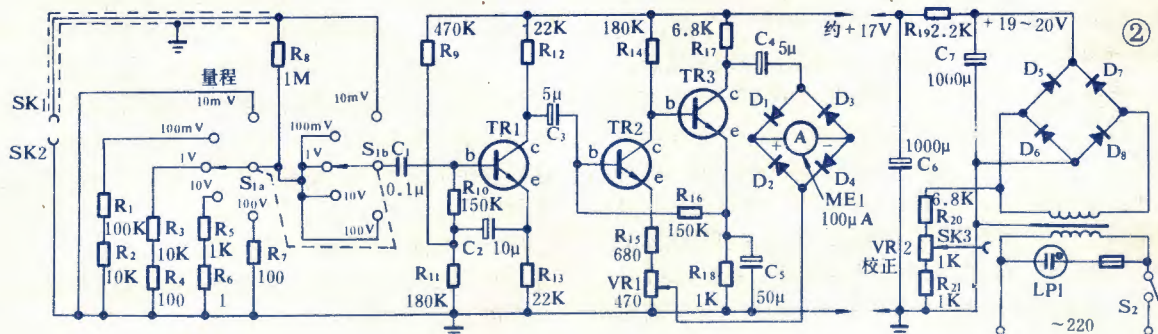 SK1
SK2
R₈
1M
量程
10mV
100mV
1V
10V
100V
S₁ₐ
10mV
1V
10V
100V
S₁b
C₁
0.1μ
R₁
100K
R₂
10K
R₃
10K
R₄
100
R₅
1K
R₆
1
R₇
100
470K
R₉
22K
R₁₂
R₁₀
150K
C₂
10μ
R₁₁
180K
R₁₃
22K
TR1
b
c
e
5μ
C₃
180K
R₁₄
TR2
b
c
e
R₁₅
680
VR1
470
R₁₆
150K
6.8K
R₁₇
TR3
b
c
e
R₁₈
1K
C₅
50μ
C₄
5μ
D₁
D₃
D₂
D₄
+
A
−
ME1
100μA
约+17V
R₁₉2.2K
+19~20V
②
C₇
1000μ
1000μ
C₆
D₅
D₇
D₆
D₈
6.8K
R₂₀
VR2
校正
SK3
1K
R₂₁
1K
LP1
S₂
~220